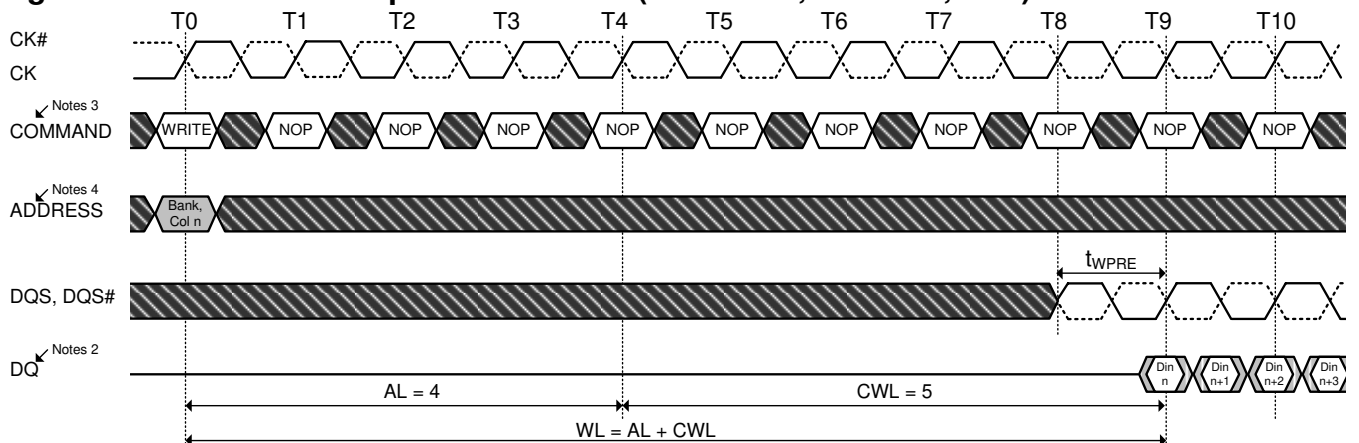 T0 T1 T2 T3 T4 T5 T6 T7 T8 T9 T10
CK#
CK
Notes 3
COMMAND WRITE NOP NOP NOP NOP NOP NOP NOP NOP NOP NOP
Notes 4
ADDRESS Bank, Col n
tWPRE
DQS, DQS#
Notes 2
DQ Din n Din n+1 Din n+2 Din n+3
AL = 4 CWL = 5
WL = AL + CWL